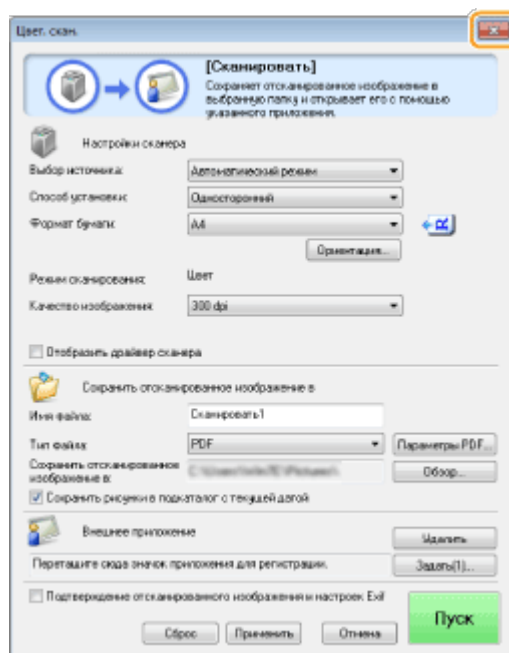 Цвет. скан.
[Сканировать]
Сохраняет отсканированное изображение в
выбранную папку и открывает его с помощью
указанного приложения.
Настройки сканера
Выбор источника: Автоматический режим
Способ установки: Односторонний
Формат бумаги: A4
Ориентация...
Режим сканирования: Цвет
Качество изображения: 300 dpi
Отобразить драйвер сканера
Сохранить отсканированное изображение в
Имя файла: Сканировать1
Тип файла: PDF Параметры PDF...
Сохранить отсканированное
изображение в: Обзор...
Сохранить рисунки в подкаталог с текущей датой
Внешнее приложение
Удалить
Перетащите сюда значок приложения для регистрации. Задать(1)...
Подтверждение отсканированного изображения и настроек Exif
Сброс Применить Отмена Пуск